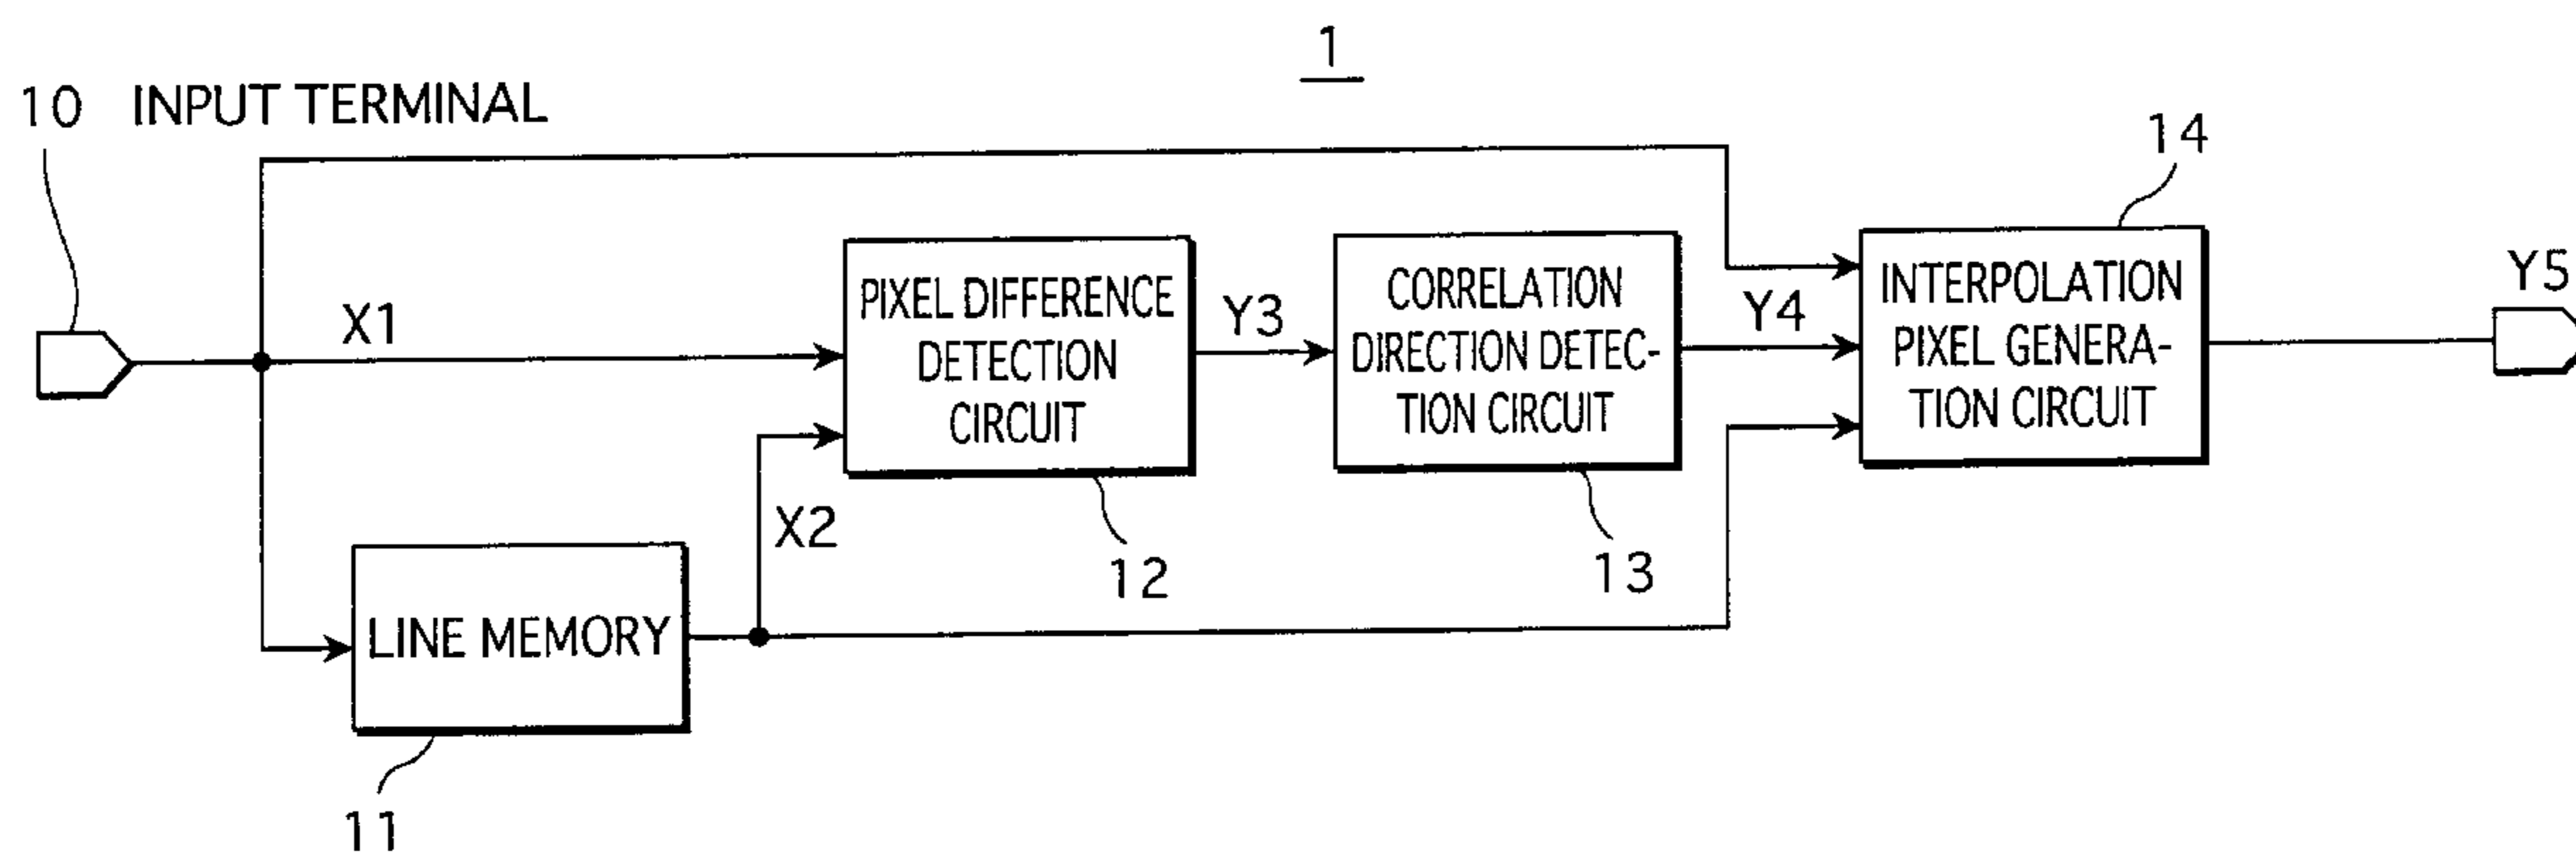 1
10 INPUT TERMINAL
14
X1
PIXEL DIFFERENCE
DETECTION
CIRCUIT
Y3
CORRELATION
DIRECTION DETEC-
TION CIRCUIT
Y4
INTERPOLATION
PIXEL GENERA-
TION CIRCUIT
Y5
X2
12
13
LINE MEMORY
11